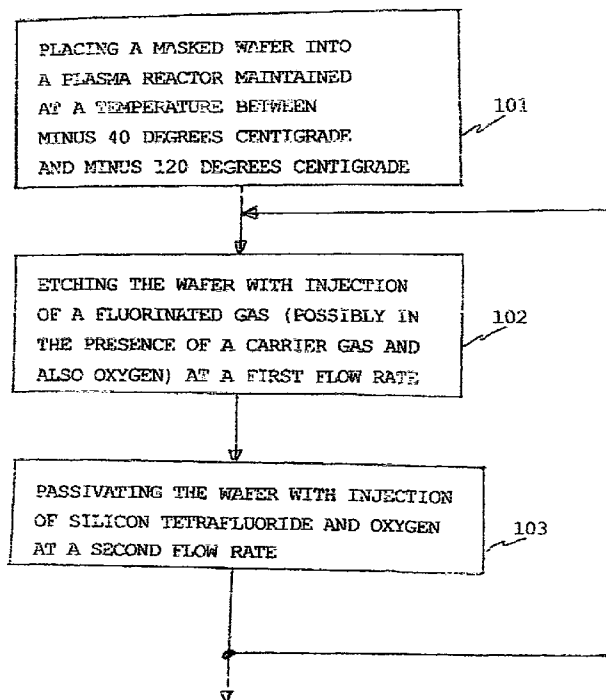 PLACING A MASKED WAFER INTO
A PLASMA REACTOR MAINTAINED
AT A TEMPERATURE BETWEEN
MINUS 40 DEGREES CENTIGRADE
AND MINUS 120 DEGREES CENTIGRADE
101
ETCHING THE WAFER WITH INJECTION
OF A FLUORINATED GAS (POSSIBLY IN
THE PRESENCE OF A CARRIER GAS AND
ALSO OXYGEN) AT A FIRST FLOW RATE
102
PASSIVATING THE WAFER WITH INJECTION
OF SILICON TETRAFLUORIDE AND OXYGEN
AT A SECOND FLOW RATE
103